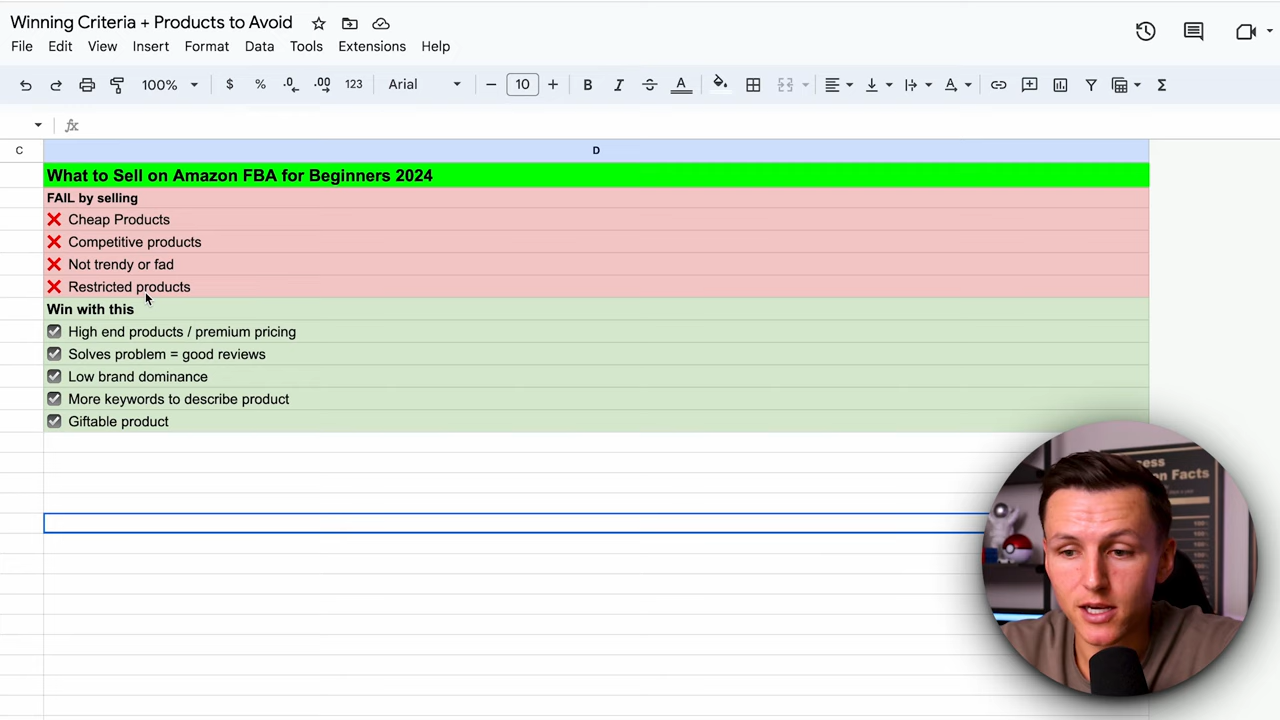 Winning Criteria + Products to Avoid
File Edit View Insert Format Data Tools Extensions Help
100% $ % .0 .00 123 Arial 10 B I A Σ
fx
C D
What to Sell on Amazon FBA for Beginners 2024
FAIL by selling
❌ Cheap Products
❌ Competitive products
❌ Not trendy or fad
❌ Restricted products
Win with this
☑ High end products / premium pricing
☑ Solves problem = good reviews
☑ Low brand dominance
☑ More keywords to describe product
☑ Giftable product
Facts